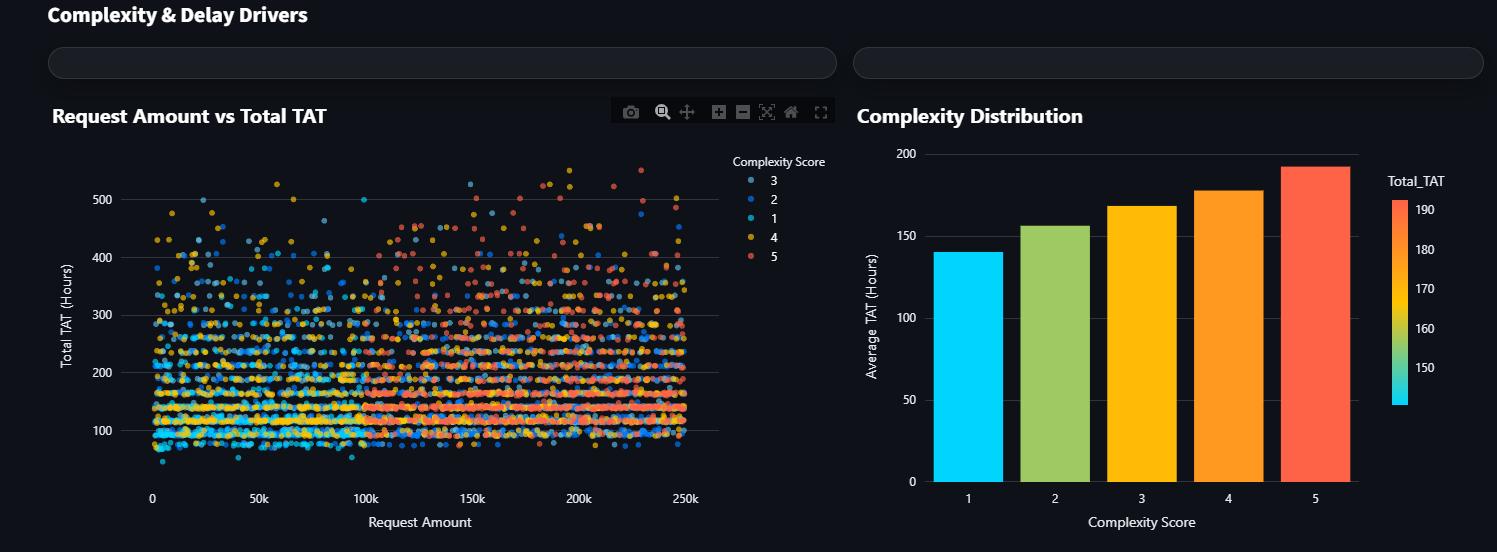 Complexity & Delay Drivers
Request Amount vs Total TAT
Complexity Score
3
2
1
4
5
500
400
300
200
100
Total TAT (Hours)
0
50k
100k
150k
200k
250k
Request Amount
Complexity Distribution
200
150
100
50
0
Average TAT (Hours)
1
2
3
4
5
Complexity Score
Total_TAT
190
180
170
160
150